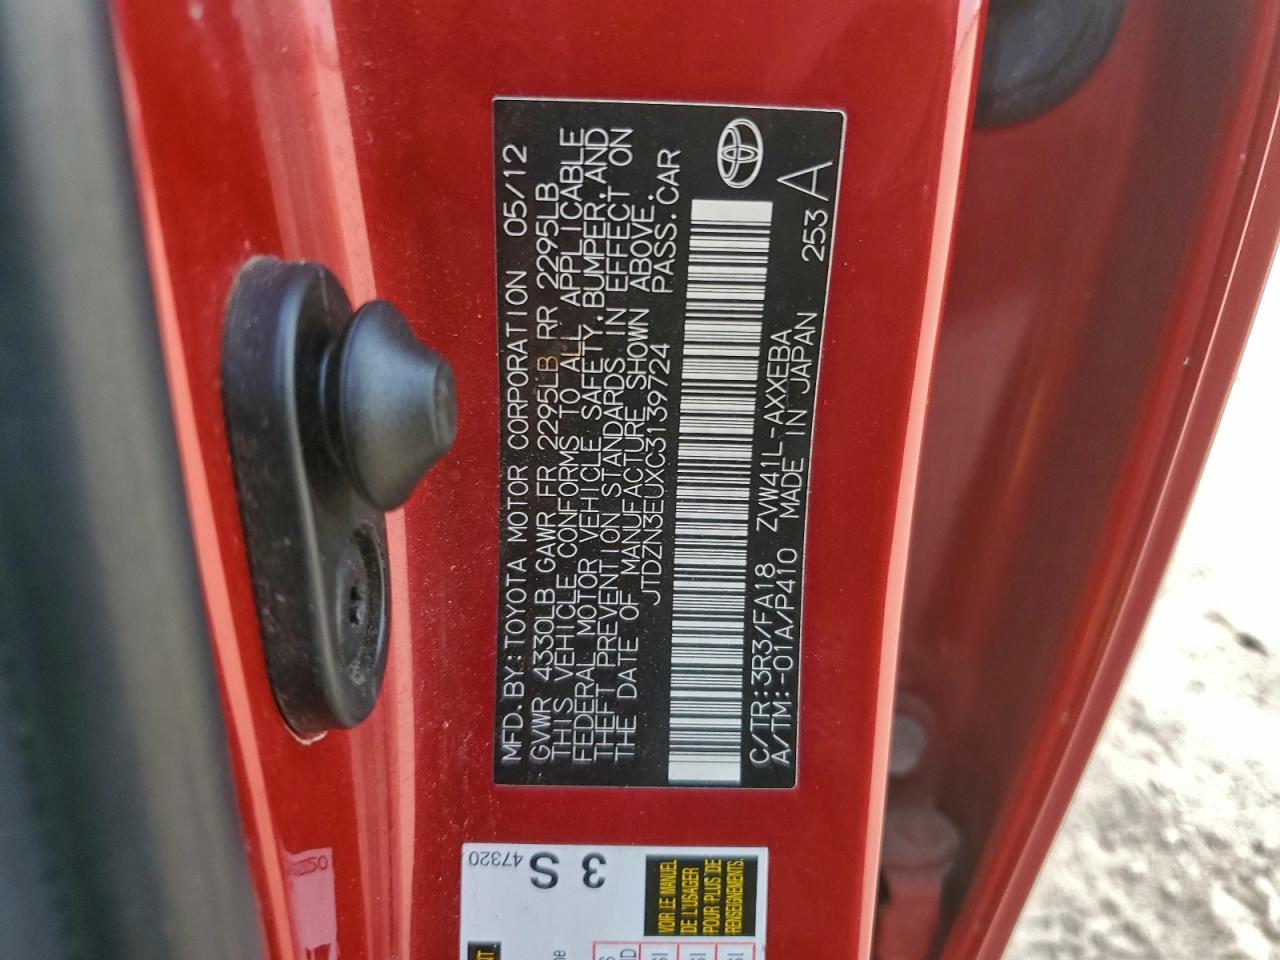 MFD.BY:TOYOTA MOTOR CORPORATION 05/12
GVWR 4330LB GAWR FR 2295LB RR 2295LB
THIS VEHICLE CONFORMS TO ALL APPLICABLE
FEDERAL MOTOR VEHICLE SAFETY,BUMPER,AND
THEFT PREVENTION STANDARDS IN EFFECT ON
THE DATE OF MANUFACTURE SHOWN ABOVE.
JTDZN3EUXC3139724 PASS.CAR
C/TR:3R3/FA18 ZVW41L-AXXEBA 253 A
A/TM:-01A/P410 MADE IN JAPAN
47320
3 S
VOIR LE MANUEL
DE L'USAGER
POUR PLUS DE
RENSEIGNEMENTS.